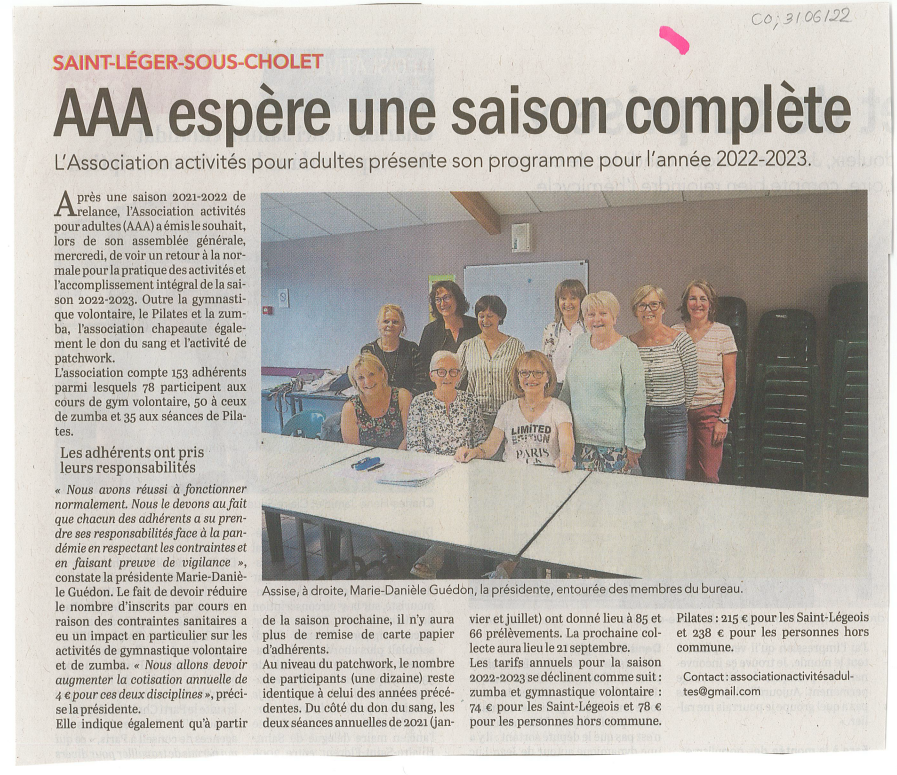 CO; 31/06/22
SAINT-LÉGER-SOUS-CHOLET
AAA espère une saison complète
L'Association activités pour adultes présente son programme pour l'année 2022-2023.
Après une saison 2021-2022 de
relance, l'Association activités
pour adultes (AAA) a émis le souhait,
lors de son assemblée générale,
mercredi, de voir un retour à la nor-
male pour la pratique des activités et
l'accomplissement intégral de la sai-
son 2022-2023. Outre la gymnasti-
que volontaire, le Pilates et la zum-
ba, l'association chapeaute égale-
ment le don du sang et l'activité de
patchwork.
L'association compte 153 adhérents
parmi lesquels 78 participent aux
cours de gym volontaire, 50 à ceux
de zumba et 35 aux séances de Pila-
tes.
Les adhérents ont pris
leurs responsabilités
« Nous avons réussi à fonctionner
normalement. Nous le devons au fait
que chacun des adhérents a su pren-
dre ses responsabilités face à la pan-
démie en respectant les contraintes et
en faisant preuve de vigilance »,
constate la présidente Marie-Daniè-
le Guédon. Le fait de devoir réduire
le nombre d'inscrits par cours en
raison des contraintes sanitaires a
eu un impact en particulier sur les
activités de gymnastique volontaire
et de zumba. « Nous allons devoir
augmenter la cotisation annuelle de
4 € pour ces deux disciplines », préci-
se la présidente.
Elle indique également qu'à partir
LIMITED
EDITION
PARIS
Assise, à droite, Marie-Danièle Guédon, la présidente, entourée des membres du bureau.
de la saison prochaine, il n'y aura
plus de remise de carte papier
d'adhérents.
Au niveau du patchwork, le nombre
de participants (une dizaine) reste
identique à celui des années précé-
dentes. Du côté du don du sang, les
deux séances annuelles de 2021 (jan-
vier et juillet) ont donné lieu à 85 et
66 prélèvements. La prochaine col-
lecte aura lieu le 21 septembre.
Les tarifs annuels pour la saison
2022-2023 se déclinent comme suit :
zumba et gymnastique volontaire :
74 € pour les Saint-Légeois et 78 €
pour les personnes hors commune.
Pilates : 215 € pour les Saint-Légeois
et 238 € pour les personnes hors
commune.
Contact : associationactivitésadul-
tes@gmail.com